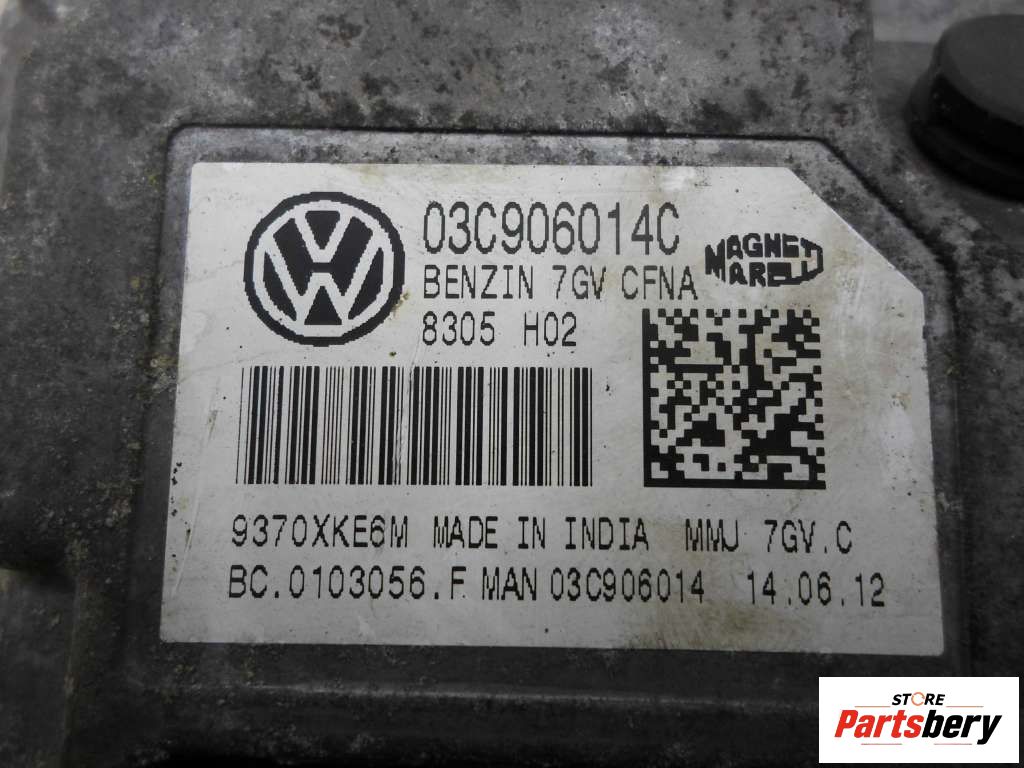 03C906014C
BENZIN 7GV CFNA
MAGNETI
MARELLI
8305 H02
9370XKE6M MADE IN INDIA MMJ 7GV.C
BC.0103056.F MAN 03C906014 14.06.12
STORE
Partsbery